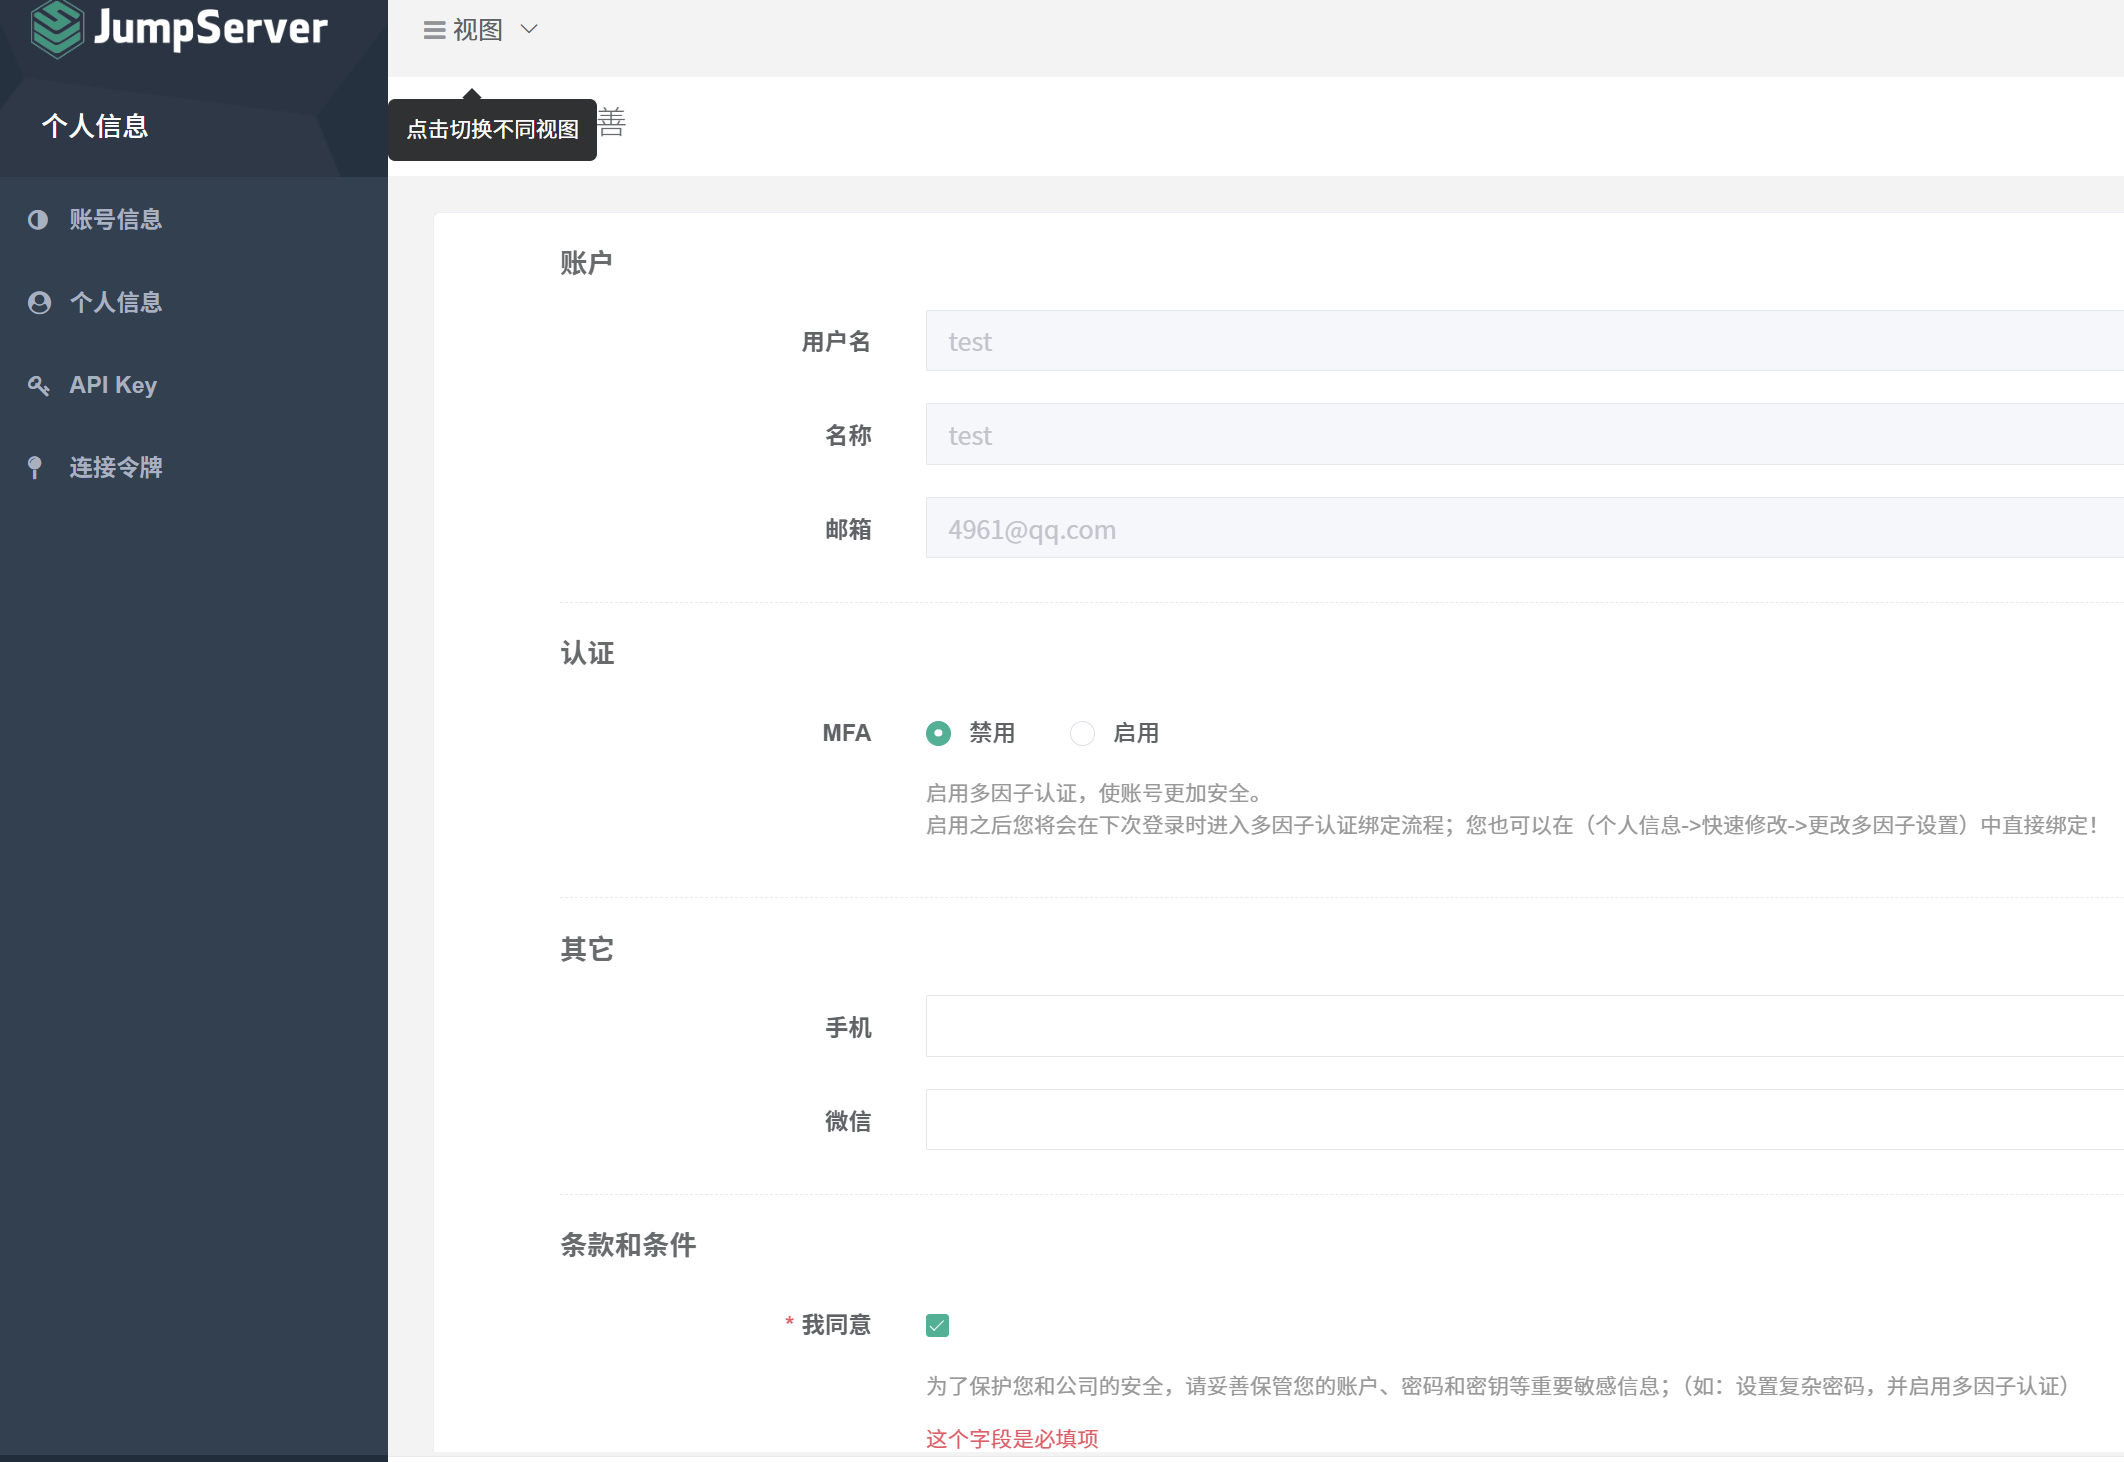 JumpServer
个人信息
账号信息
个人信息
API Key
连接令牌
视图
点击切换不同视图
善
账户
用户名
test
名称
test
邮箱
4961@qq.com
认证
MFA
禁用
启用
启用多因子认证，使账号更加安全。
启用之后您将会在下次登录时进入多因子认证绑定流程；您也可以在（个人信息->快速修改->更改多因子设置）中直接绑定！
其它
手机
微信
条款和条件
* 我同意
为了保护您和公司的安全，请妥善保管您的账户、密码和密钥等重要敏感信息；（如：设置复杂密码，并启用多因子认证）
这个字段是必填项